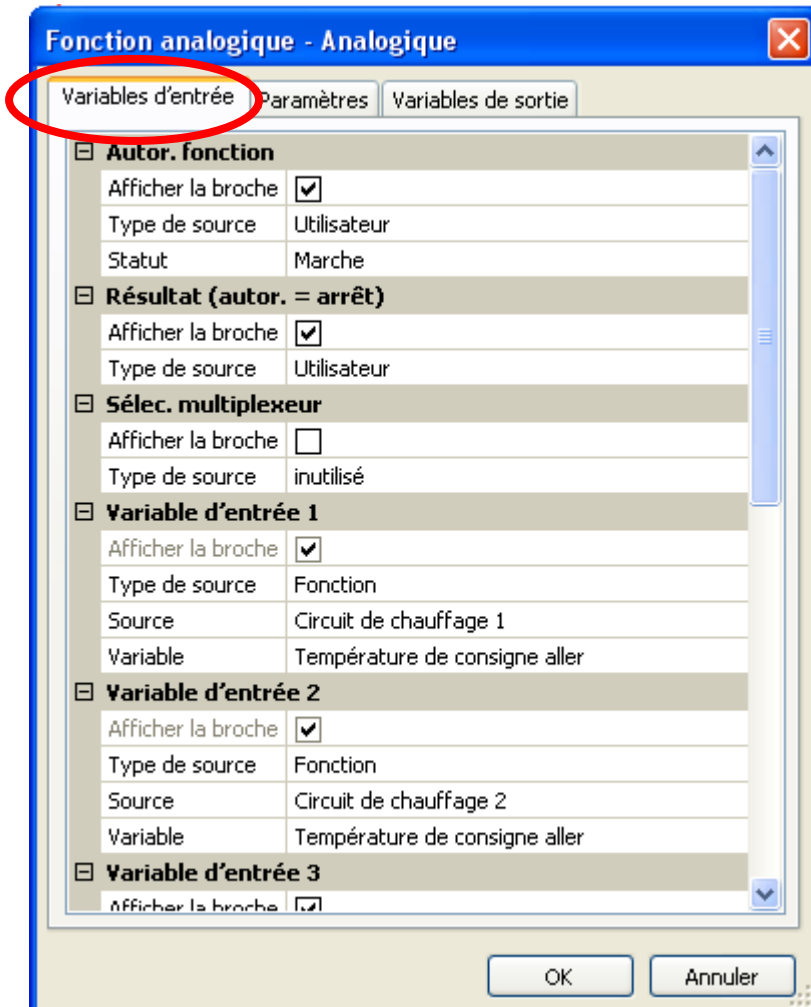 Fonction analogique - Analogique
Variables d'entrée Paramètres Variables de sortie
Autor. fonction
Afficher la broche
Type de source Utilisateur
Statut Marche
Résultat (autor. = arrêt)
Afficher la broche
Type de source Utilisateur
Sélec. multiplexeur
Afficher la broche
Type de source inutilisé
Variable d'entrée 1
Afficher la broche
Type de source Fonction
Source Circuit de chauffage 1
Variable Température de consigne aller
Variable d'entrée 2
Afficher la broche
Type de source Fonction
Source Circuit de chauffage 2
Variable Température de consigne aller
Variable d'entrée 3
Afficher la broche
OK Annuler